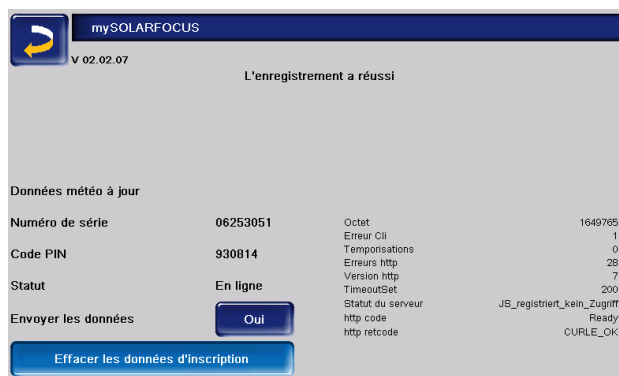 mySOLARFOCUS
V 02.02.07
L'enregistrement a réussi
Données météo à jour
Numéro de série 06253051
Code PIN 930814
Statut En ligne
Envoyer les données Oui
Effacer les données d'inscription
Octet 1649765
Erreur Cli 1
Temporisations 0
Erreurs http 28
Version http 7
TimeoutSet 200
Statut du serveur JS_registriert_kein_Zugriff
http code Ready
http retcode CURLE_OK